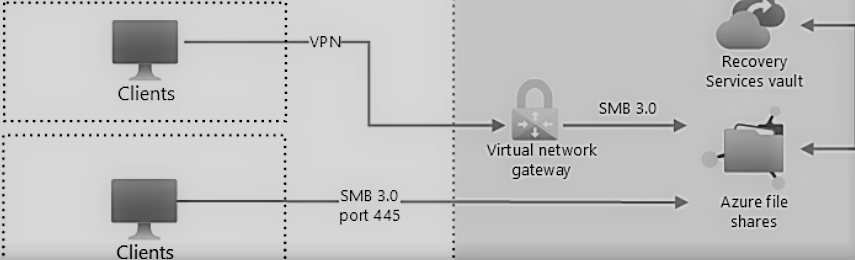 VPN
Clients
Recovery
Services vault
SMB 3.0
Virtual network
gateway
SMB 3.0
port 445
Azure file
shares
Clients